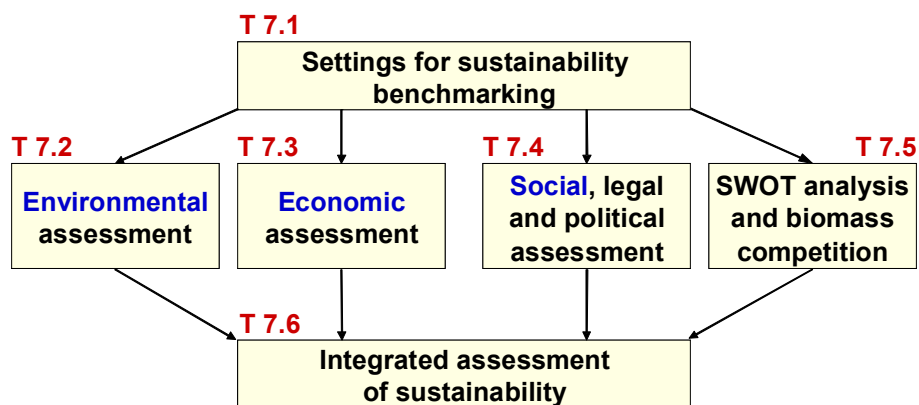 T 7.1
Settings for sustainability
benchmarking
T 7.2
Environmental
assessment
T 7.3
Economic
assessment
T 7.4
Social, legal
and political
assessment
T 7.5
SWOT analysis
and biomass
competition
T 7.6
Integrated assessment
of sustainability